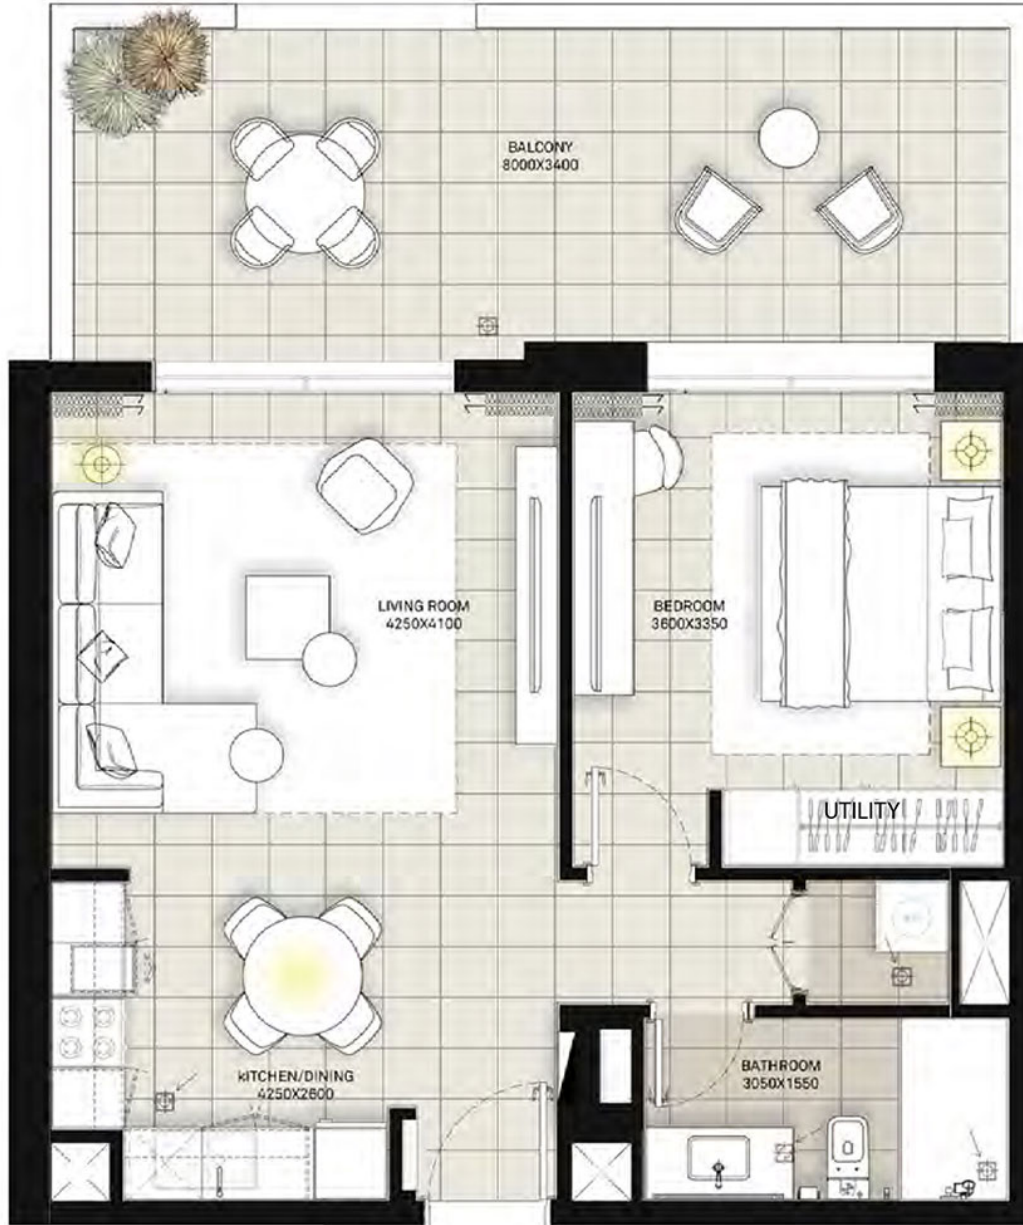 BALCONY
8000X3400
LIVING ROOM
4250X4100
BEDROOM
3600X3350
UTILITY
kITCHEN/DINING
4250X2600
BATHROOM
3050X1550